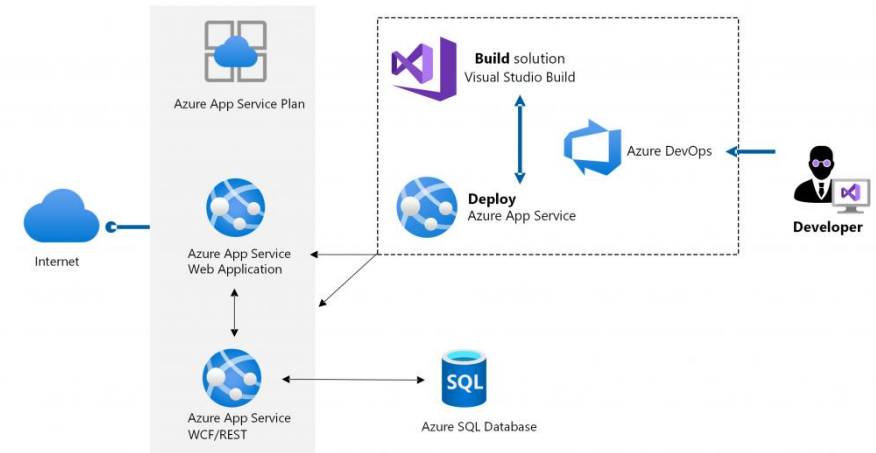 Azure App Service Plan
Build solution
Visual Studio Build
Azure DevOps
Deploy
Azure App Service
Developer
Internet
Azure App Service
Web Application
Azure App Service
WCF/REST
SQL
Azure SQL Database